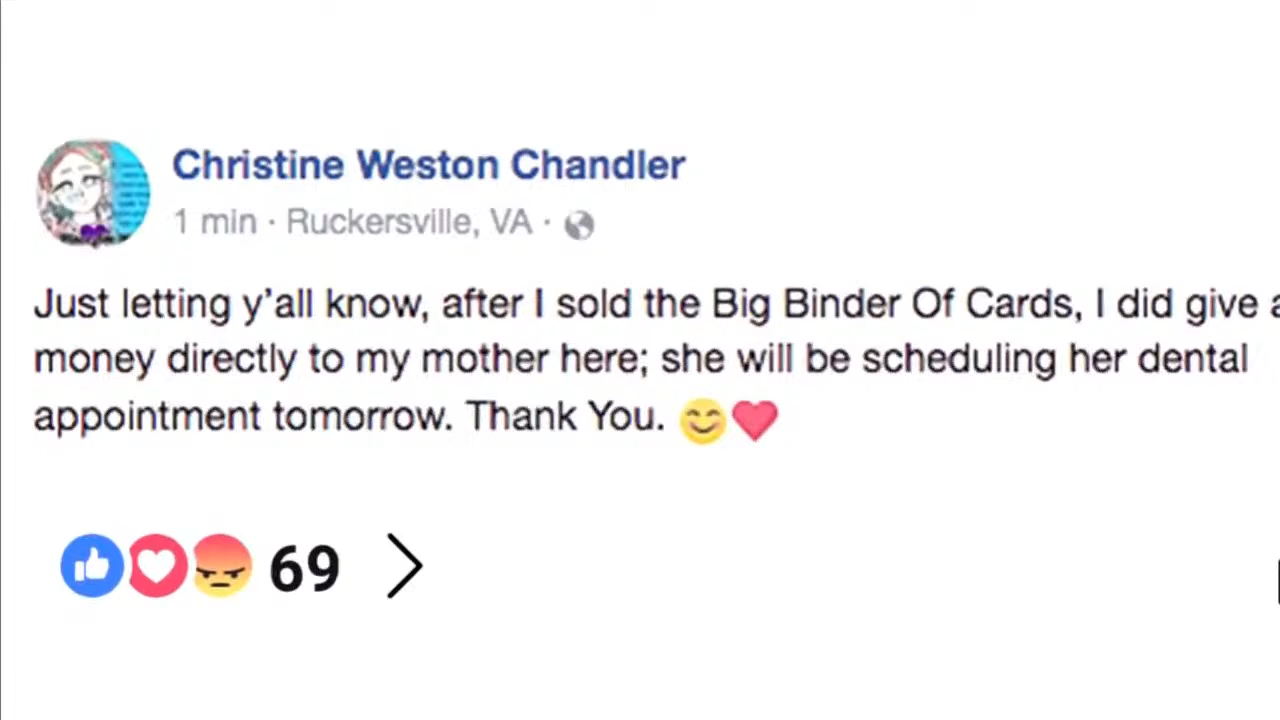 Christine Weston Chandler
1 min · Ruckersville, VA ·
Just letting y'all know, after I sold the Big Binder Of Cards, I did give a
money directly to my mother here; she will be scheduling her dental
appointment tomorrow. Thank You. 😊❤️
69